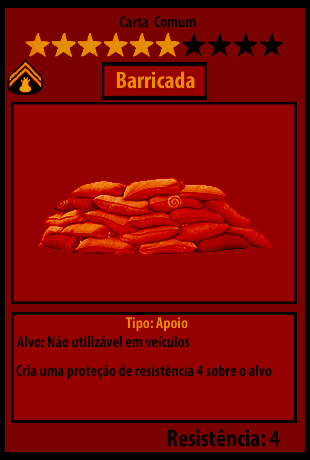 Carta Comum
Barricada
Tipo: Apoio
Alvo: Não utilizável em veículos
Cria uma proteção de resistência 4 sobre o alvo
Resistência: 4